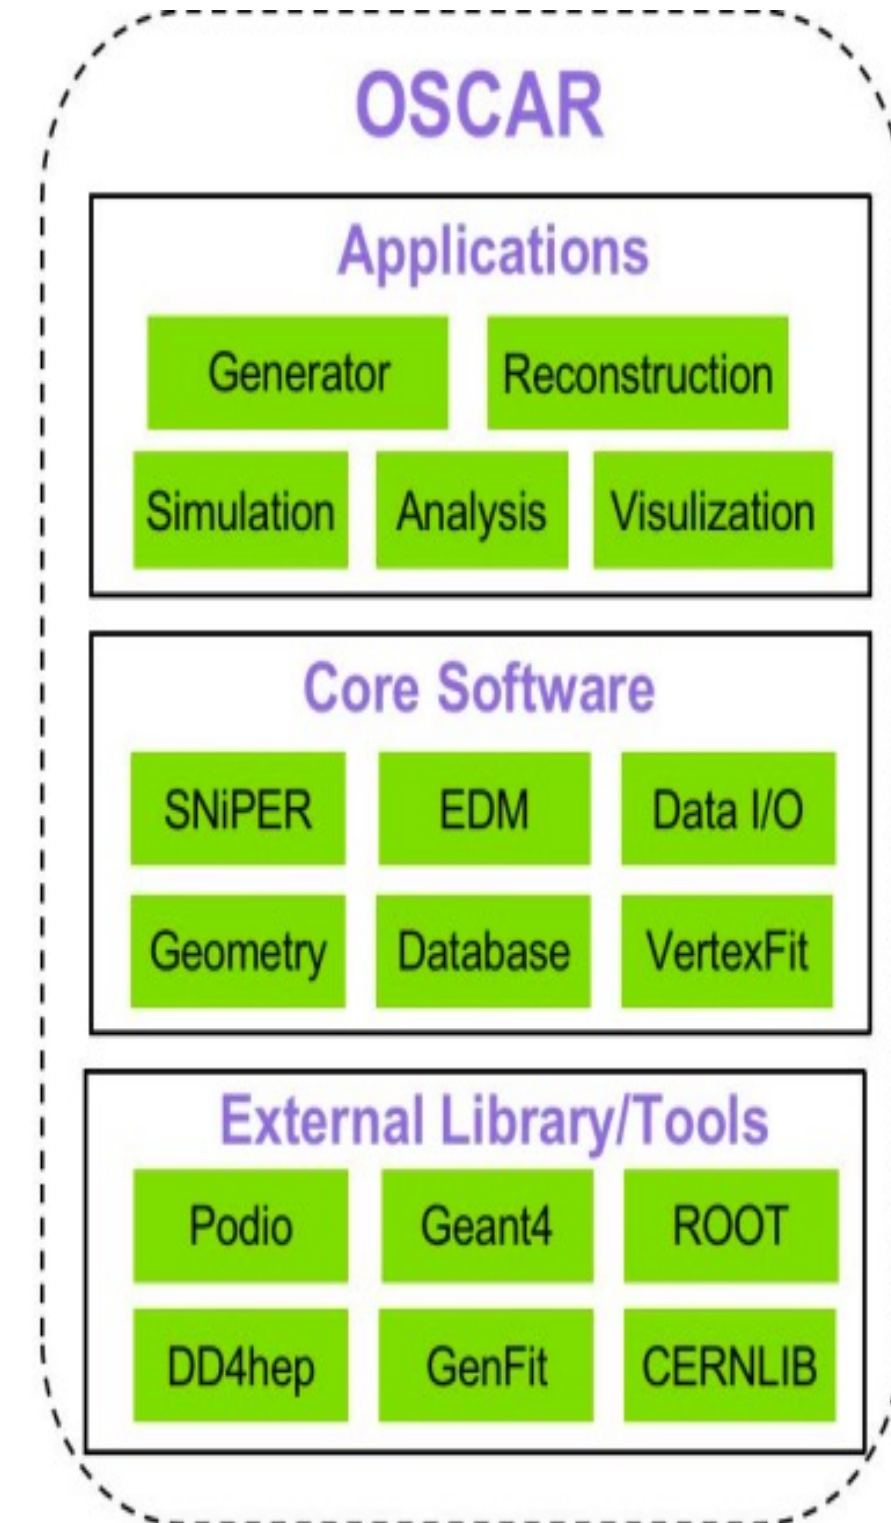 OSCAR
Applications
Generator Reconstruction
Simulation Analysis Visulization
Core Software
SNiPER EDM Data I/O
Geometry Database VertexFit
External Library/Tools
Podio Geant4 ROOT
DD4hep GenFit CERNLIB